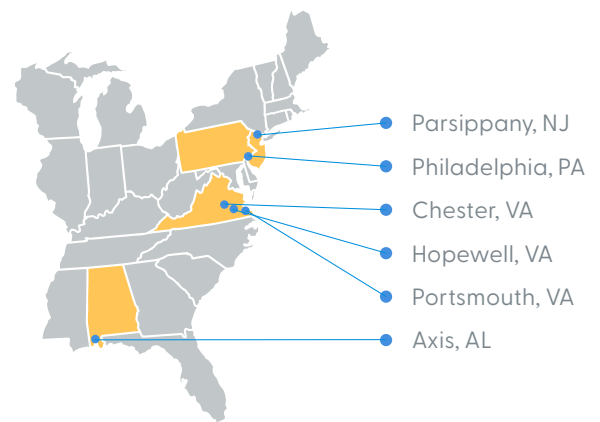 Parsippany, NJ
Philadelphia, PA
Chester, VA
Hopewell, VA
Portsmouth, VA
Axis, AL